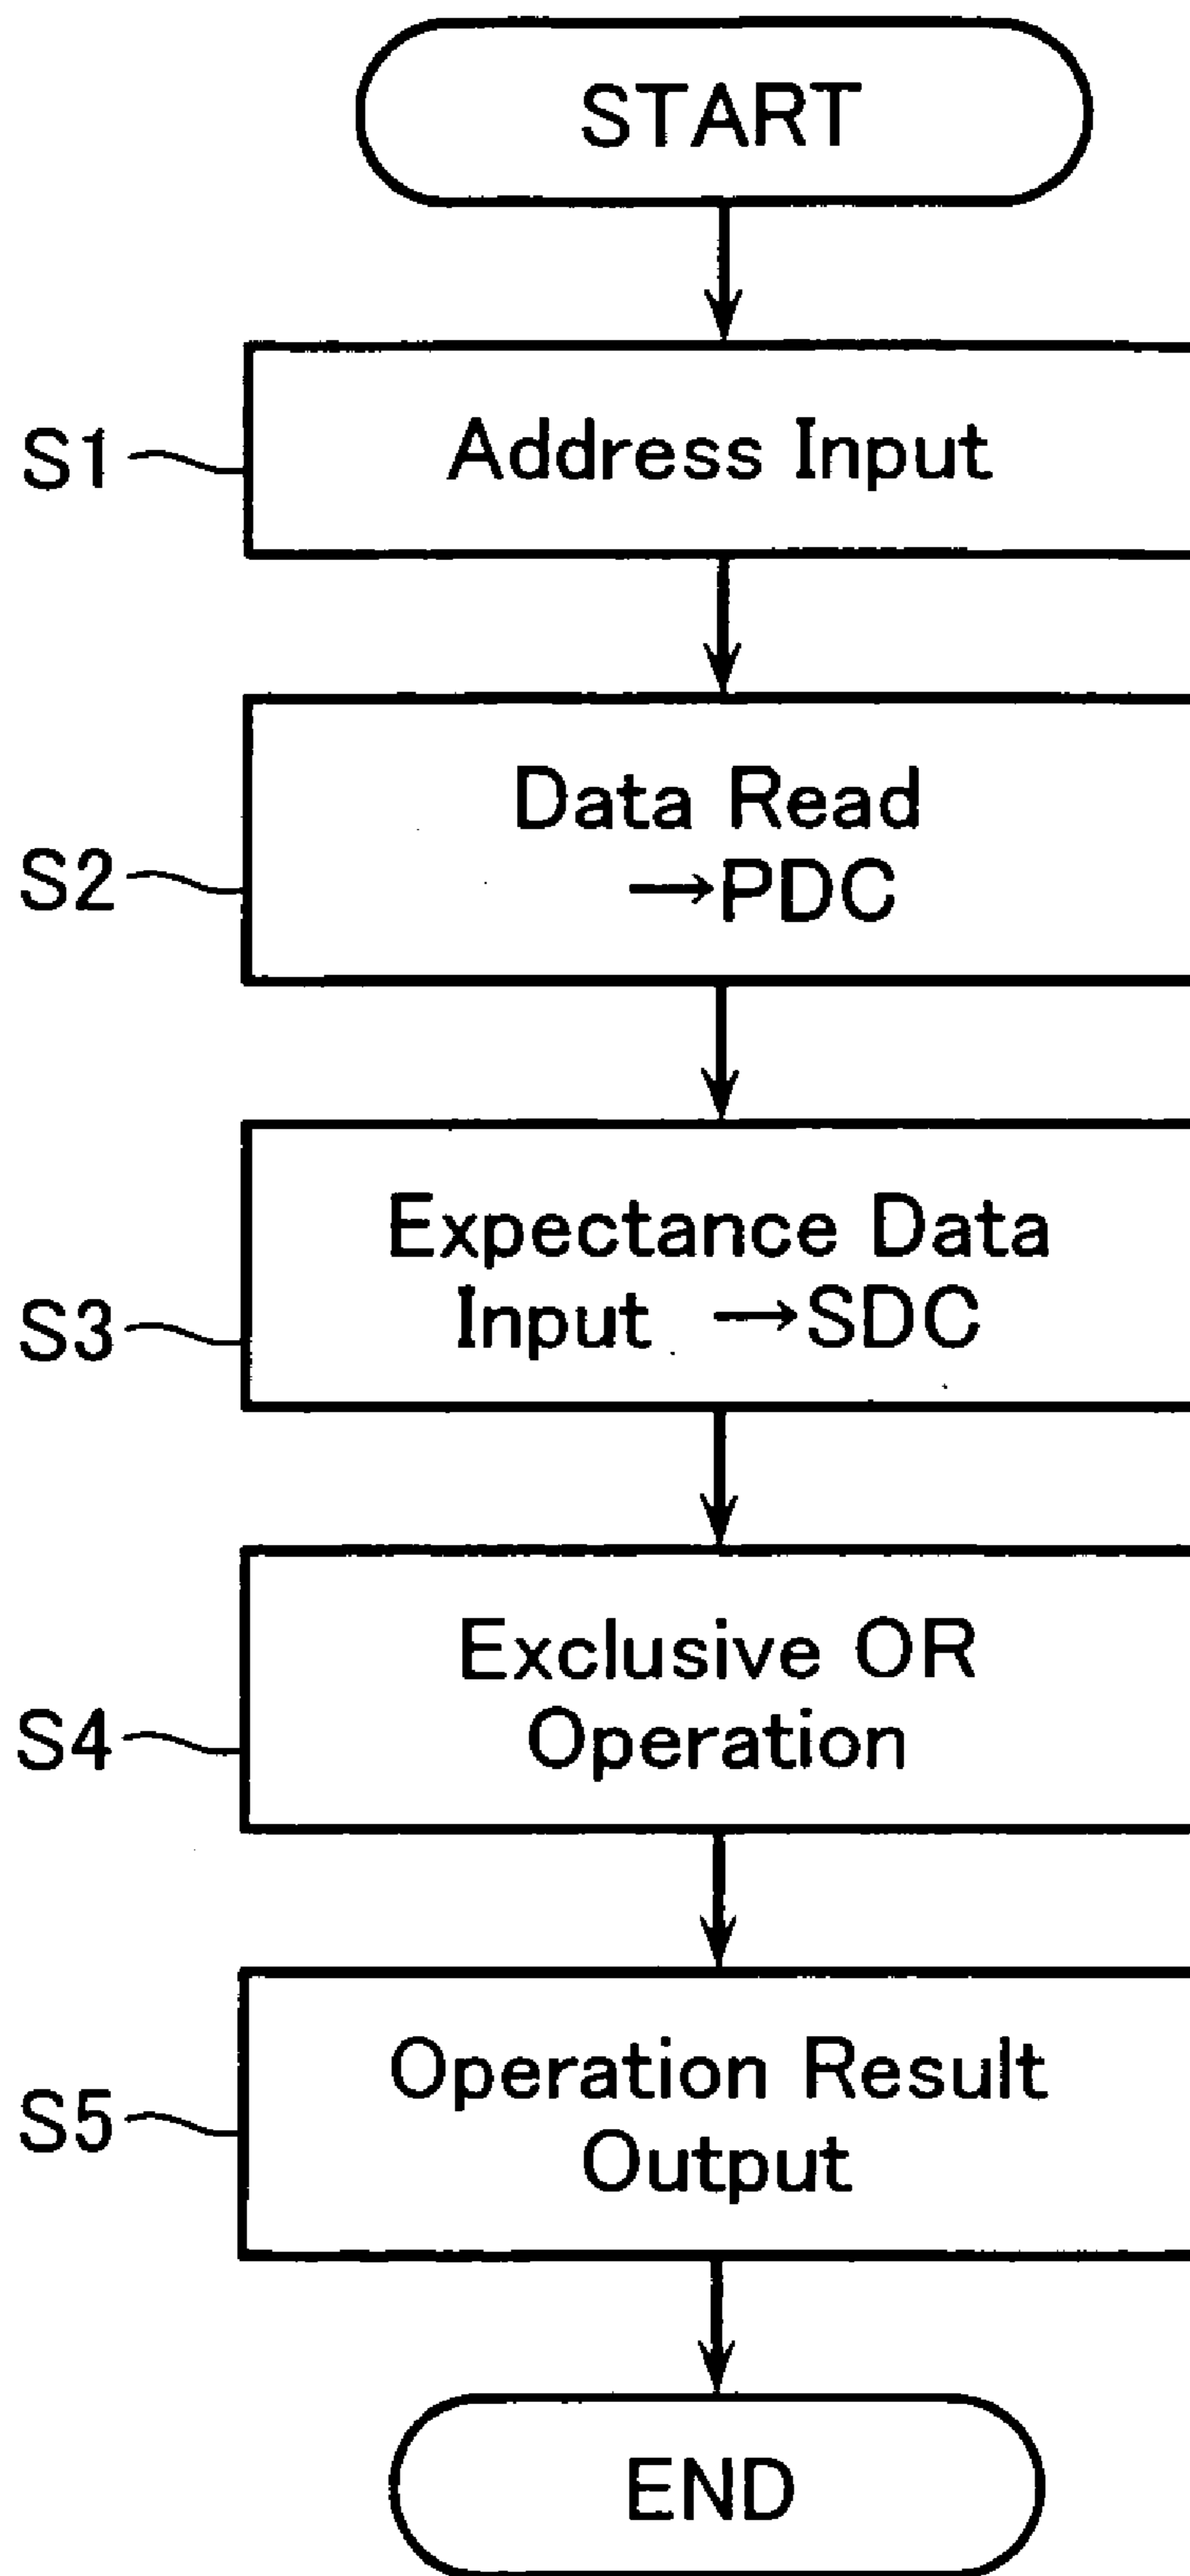 START
S1
Address Input
S2
Data Read
→PDC
S3
Expectance Data
Input →SDC
S4
Exclusive OR
Operation
S5
Operation Result
Output
END